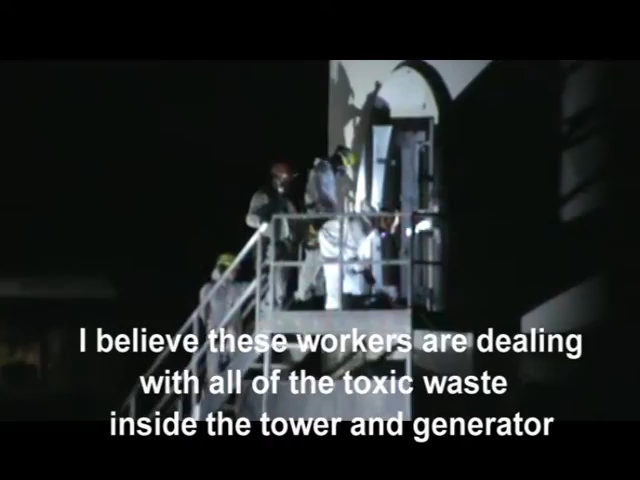 I believe these workers are dealing
with all of the toxic waste
inside the tower and generator